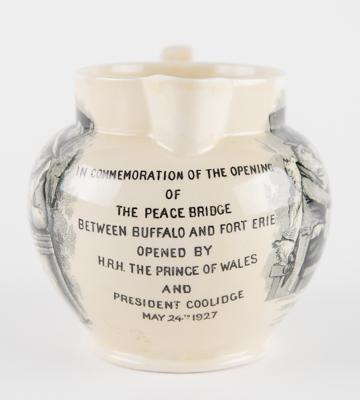 IN COMMEMORATION OF THE OPENING
OF
THE PEACE BRIDGE
BETWEEN BUFFALO AND FORT ERIE
OPENED BY
H.R.H. THE PRINCE OF WALES
AND
PRESIDENT COOLIDGE
MAY 24TH 1927